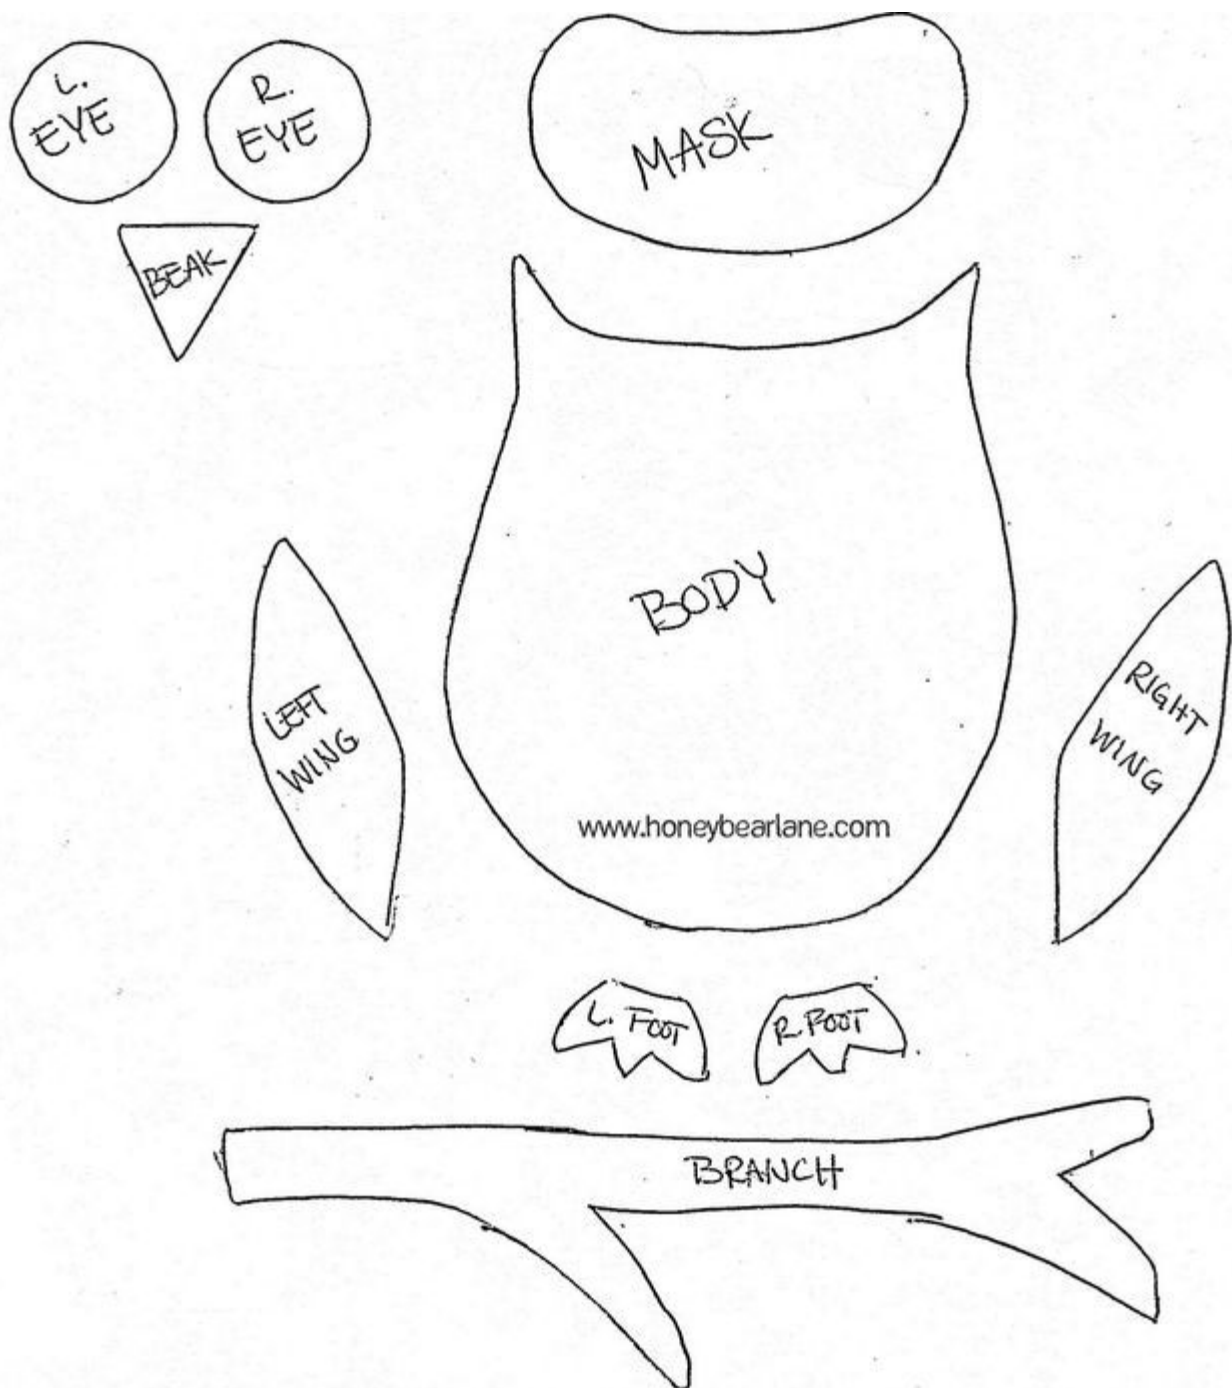 L.
EYE
R.
EYE
MASK
BEAK
BODY
LEFT
WING
RIGHT
WING
www.honeybearlane.com
L. FOOT
R. FOOT
BRANCH